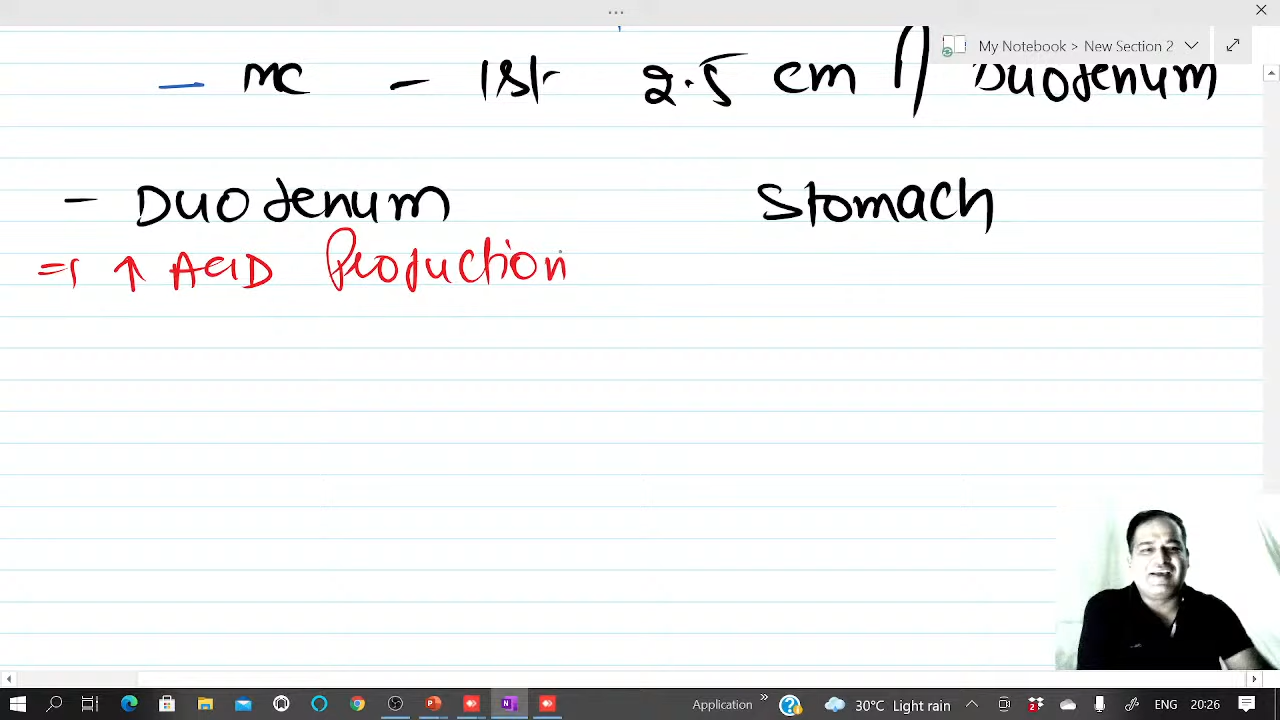 My Notebook > New Section 2
– MC – 1st 2.5 cm // Duodenum
– Duodenum Stomach
=> ↑ ACID Production
Application » 30°C Light rain ENG 20:26